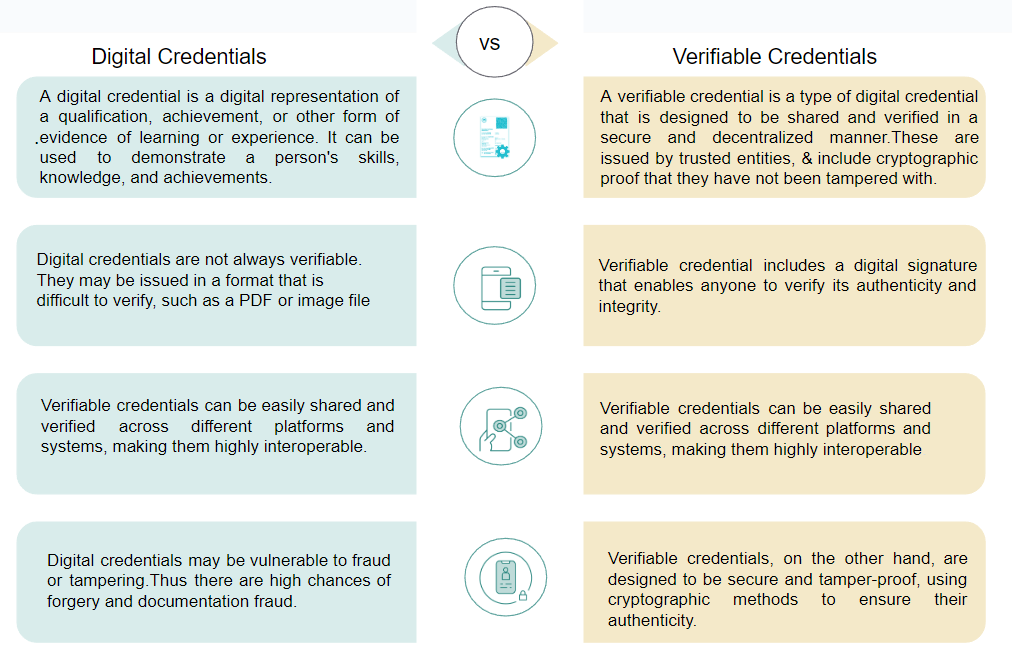 VS
Digital Credentials
Verifiable Credentials
A digital credential is a digital representation of
a qualification, achievement, or other form of
.evidence of learning or experience. It can be
used to demonstrate a person's skills,
knowledge, and achievements.
A verifiable credential is a type of digital credential
that is designed to be shared and verified in a
secure and decentralized manner.These are
issued by trusted entities, & include cryptographic
proof that they have not been tampered with.
Digital credentials are not always verifiable.
They may be issued in a format that is
difficult to verify, such as a PDF or image file
Verifiable credential includes a digital signature
that enables anyone to verify its authenticity and
integrity.
Verifiable credentials can be easily shared and
verified across different platforms and
systems, making them highly interoperable.
Verifiable credentials can be easily shared
and verified across different platforms and
systems, making them highly interoperable
Digital credentials may be vulnerable to fraud
or tampering.Thus there are high chances of
forgery and documentation fraud.
Verifiable credentials, on the other hand, are
designed to be secure and tamper-proof, using
cryptographic methods to ensure their
authenticity.